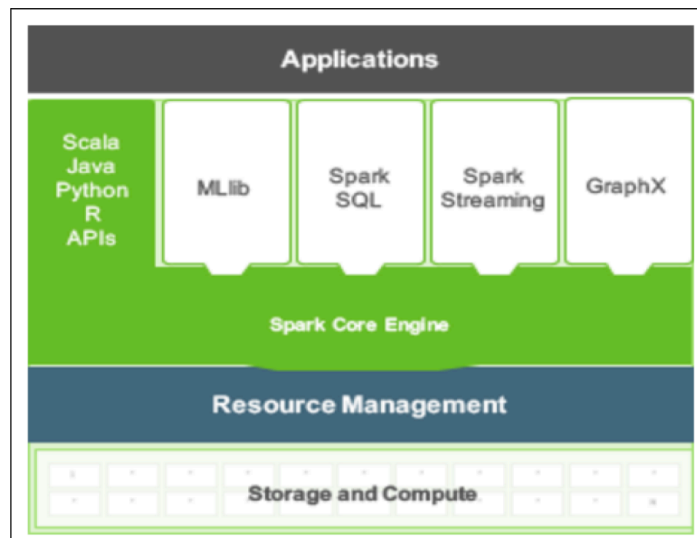 Applications
Scala
Java
Python
R
APIs
MLlib
Spark
SQL
Spark
Streaming
GraphX
Spark Core Engine
Resource Management
Storage and Compute